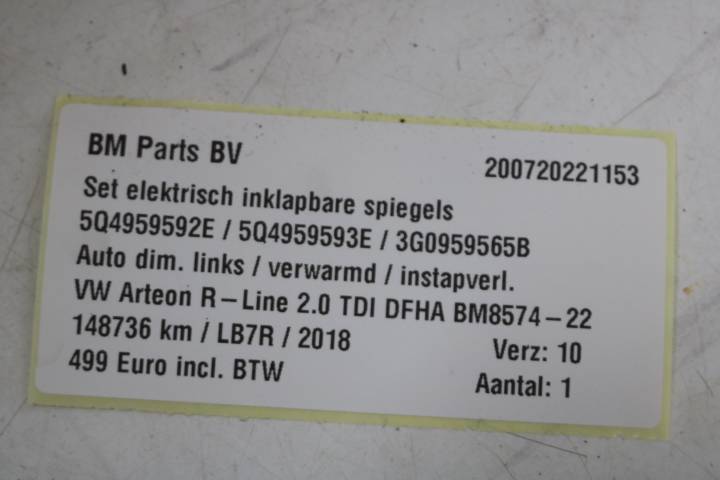 BM Parts BV 200720221153
Set elektrisch inklapbare spiegels
5Q4959592E / 5Q4959593E / 3G0959565B
Auto dim. links / verwarmd / instapverl.
VW Arteon R-Line 2.0 TDI DFHA BM8574-22
148736 km / LB7R / 2018 Verz: 10
499 Euro incl. BTW Aantal: 1